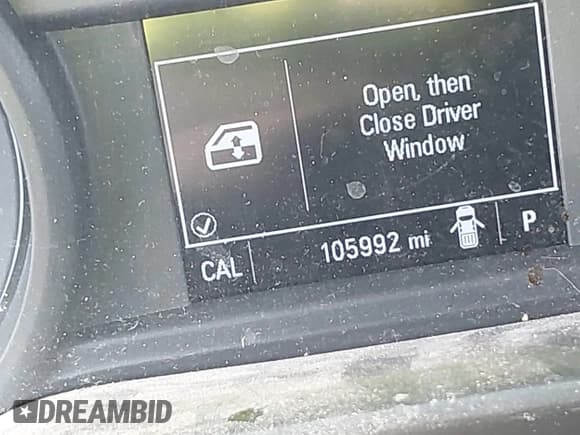 Open, then
Close Driver
Window
CAL
105992 mi
P
DREAMBID